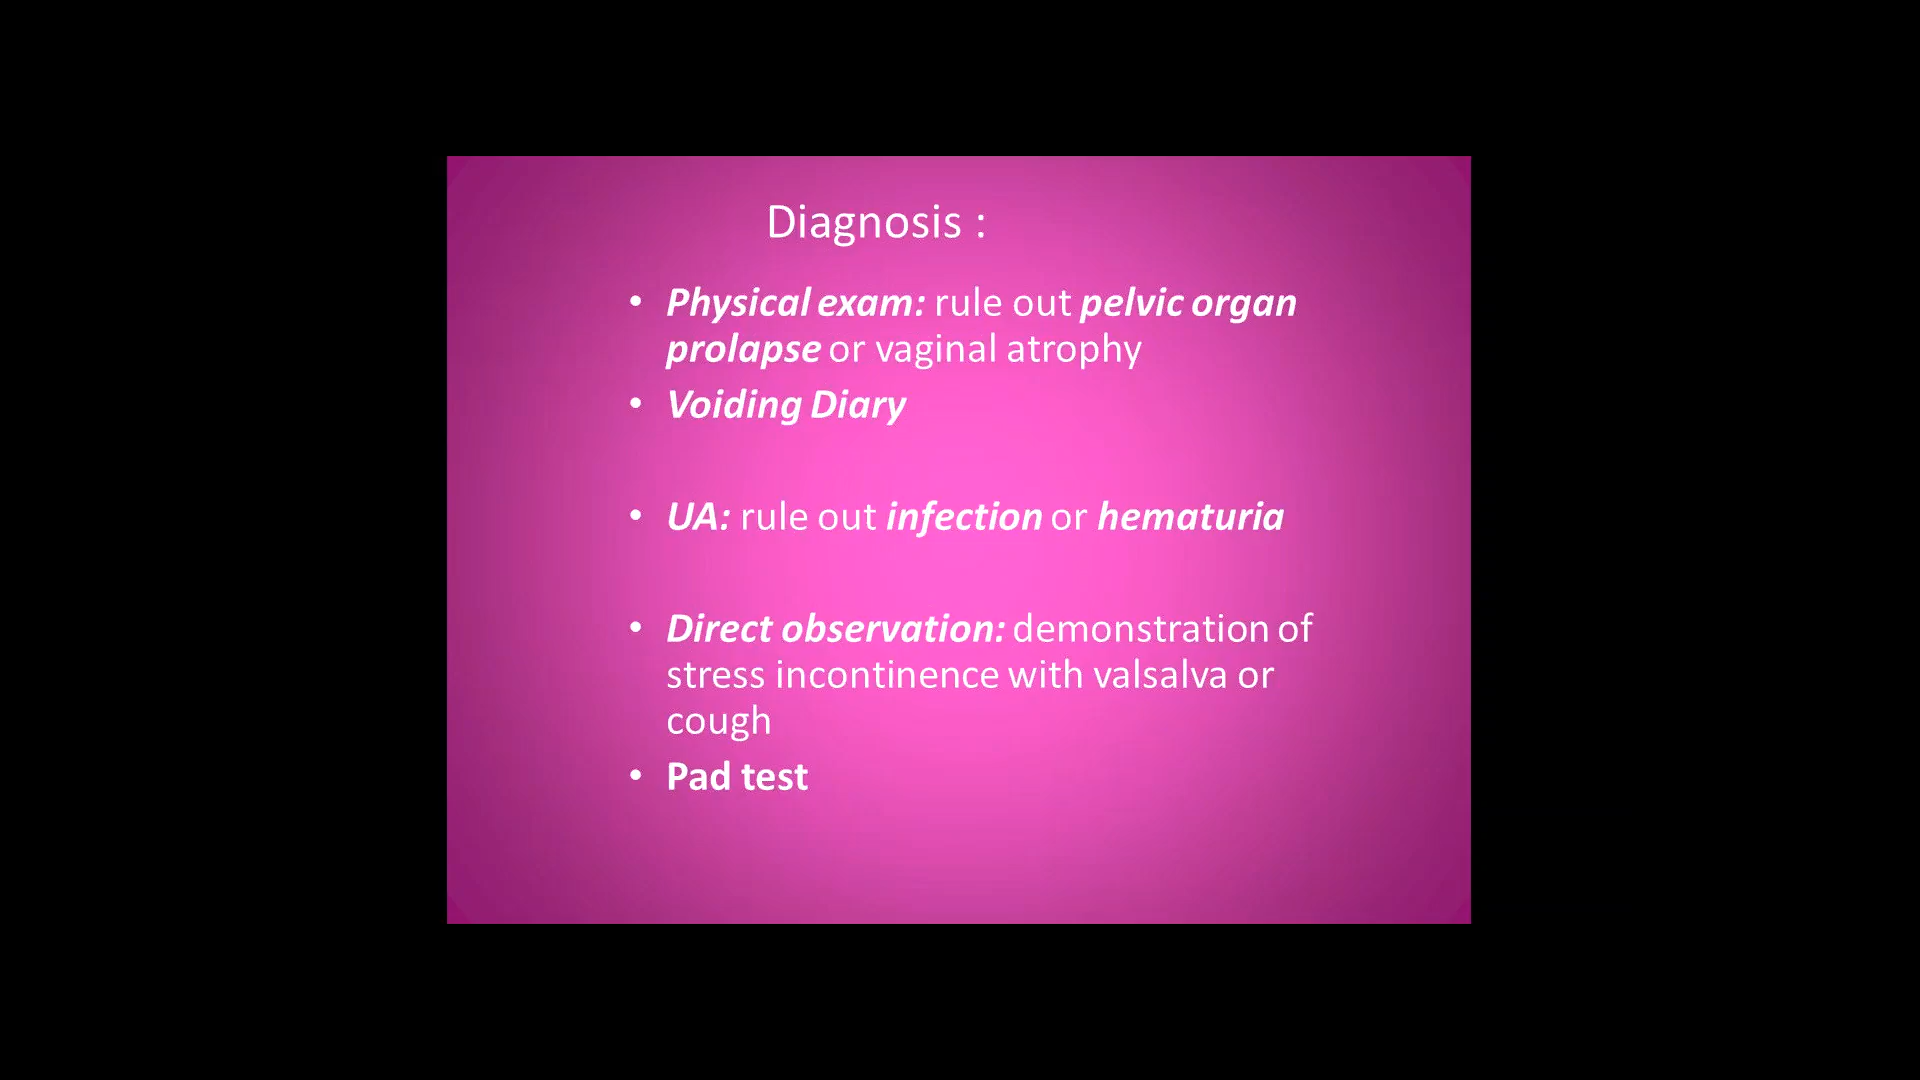 Diagnosis :
• Physical exam: rule out pelvic organ
prolapse or vaginal atrophy
• Voiding Diary
• UA: rule out infection or hematuria
• Direct observation: demonstration of
stress incontinence with valsalva or
cough
• Pad test